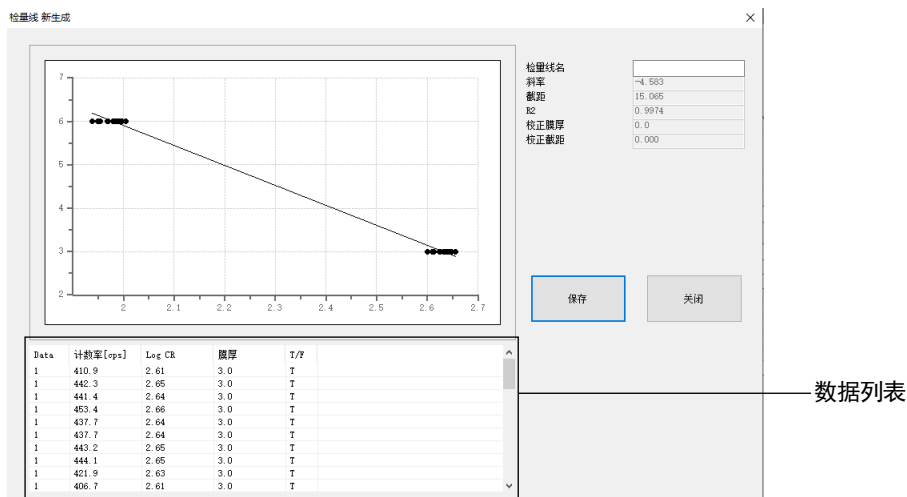 检量线 新生成
7
6
5
4
3
2
2 2.1 2.2 2.3 2.4 2.5 2.6 2.7
检量线名
斜率 -4.583
截距 15.065
R2 0.9974
校正膜厚 0.0
校正截距 0.000
保存 关闭
Data 计数率[cps] Log CR 膜厚 T/F
1 410.9 2.61 3.0 T
1 442.3 2.65 3.0 T
1 441.4 2.64 3.0 T
1 453.4 2.66 3.0 T
1 437.7 2.64 3.0 T
1 437.7 2.64 3.0 T
1 443.2 2.65 3.0 T
1 444.1 2.65 3.0 T
1 421.9 2.63 3.0 T
1 406.7 2.61 3.0 T
数据列表